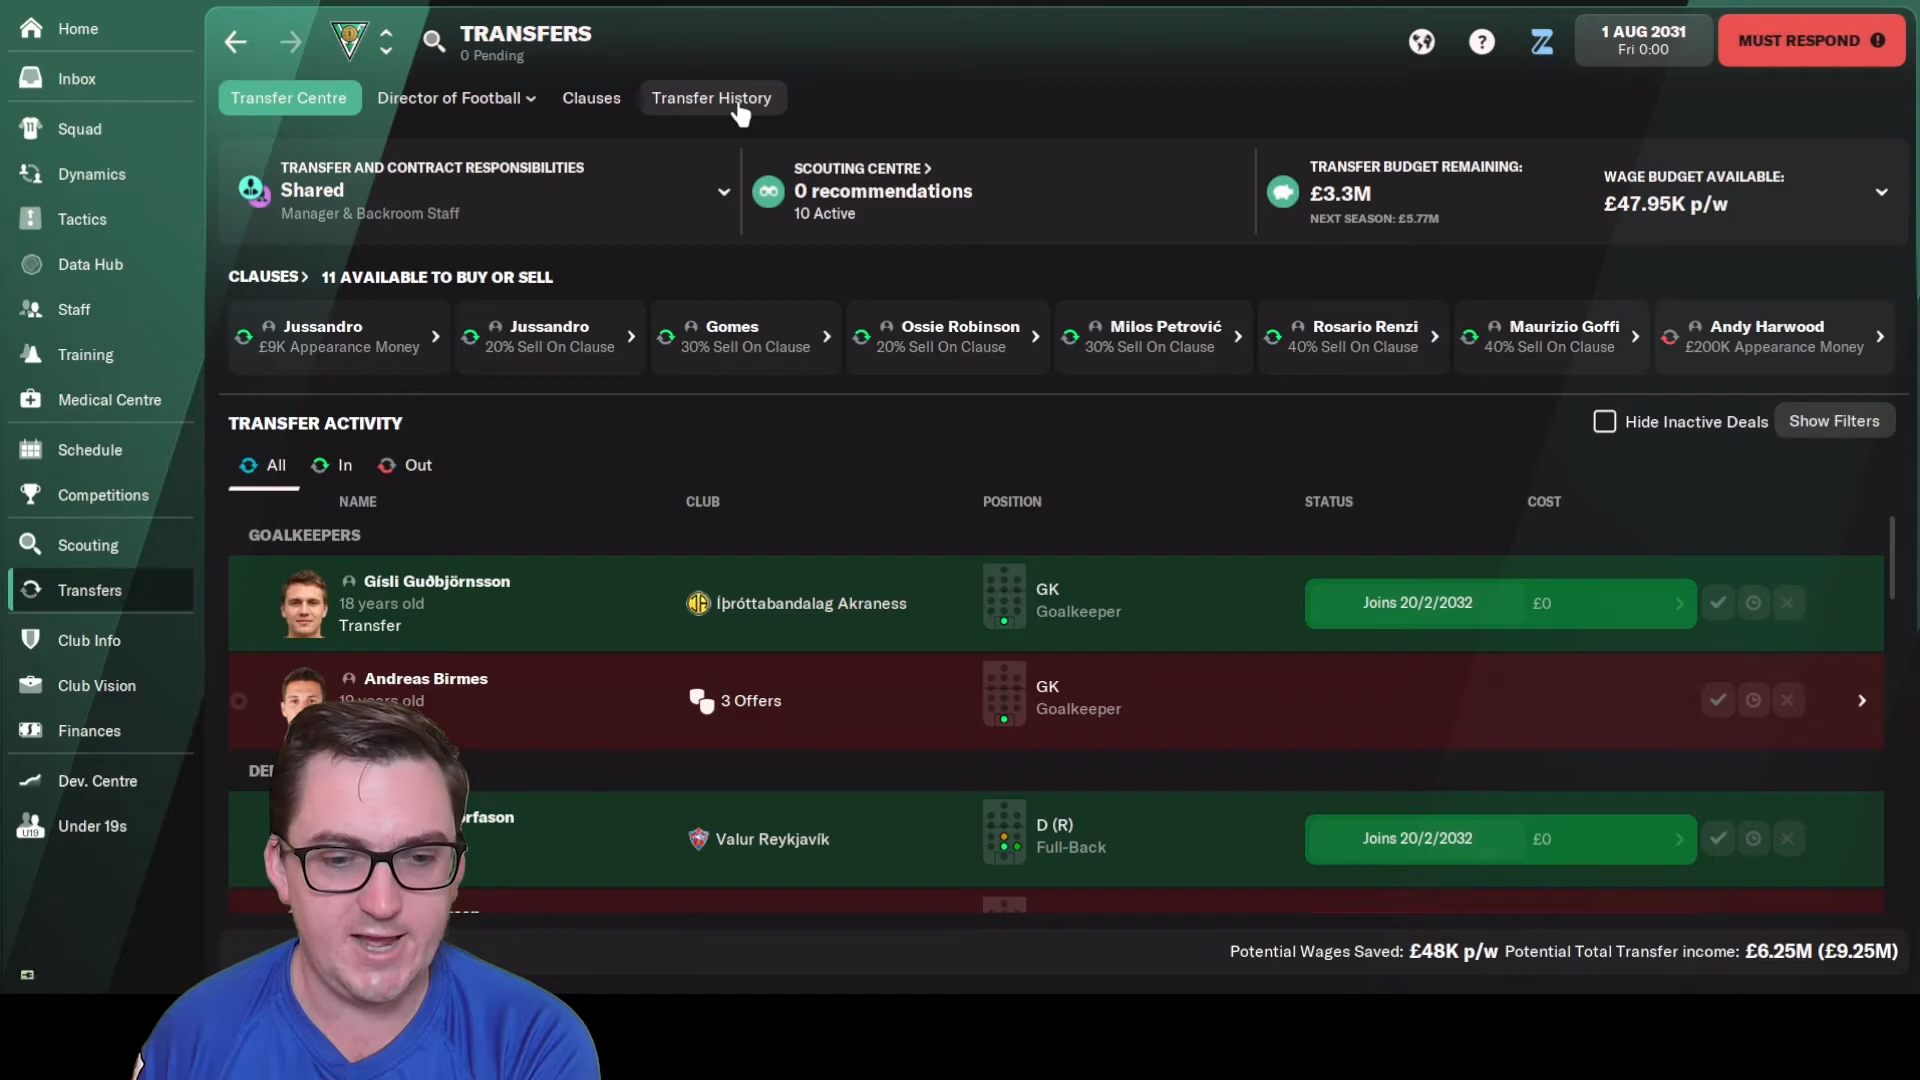 Home
Inbox
Squad
Dynamics
Tactics
Data Hub
Staff
Training
Medical Centre
Schedule
Competitions
Scouting
Transfers
Club Info
Club Vision
Finances
Dev. Centre
U19 Under 19s
TRANSFERS
0 Pending
? 1 AUG 2031
Fri 0:00
MUST RESPOND
Transfer Centre Director of Football Clauses Transfer History
TRANSFER AND CONTRACT RESPONSIBILITIES
Shared
Manager & Backroom Staff
SCOUTING CENTRE >
0 recommendations
10 Active
TRANSFER BUDGET REMAINING:
£3.3M
NEXT SEASON: £5.77M
WAGE BUDGET AVAILABLE:
£47.95K p/w
CLAUSES > 11 AVAILABLE TO BUY OR SELL
Jussandro
£9K Appearance Money
Jussandro
20% Sell On Clause
Gomes
30% Sell On Clause
Ossie Robinson
20% Sell On Clause
Milos Petrović
30% Sell On Clause
Rosario Renzi
40% Sell On Clause
Maurizio Goffi
40% Sell On Clause
Andy Harwood
£200K Appearance Money
TRANSFER ACTIVITY
Hide Inactive Deals Show Filters
All In Out
NAME CLUB POSITION STATUS COST
GOALKEEPERS
Gísli Guðbjörnsson
18 years old
Transfer
Íþróttabandalag Akraness
GK
Goalkeeper
Joins 20/2/2032 £0
Andreas Birmes
19 years old
3 Offers
GK
Goalkeeper
rfason
Valur Reykjavík
D (R)
Full-Back
Joins 20/2/2032 £0
Potential Wages Saved: £48K p/w Potential Total Transfer income: £6.25M (£9.25M)